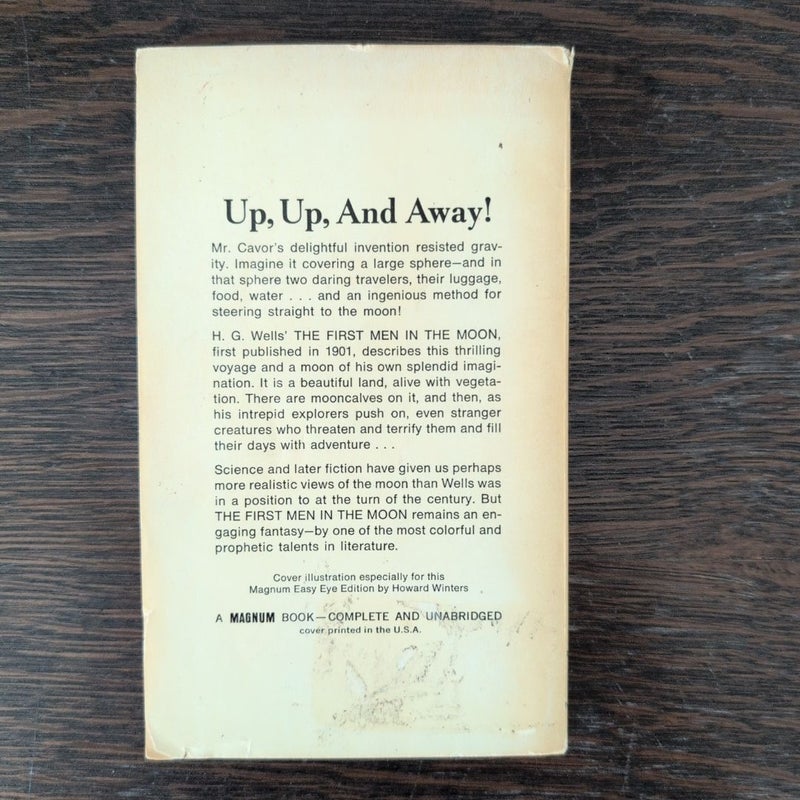 Up, Up, And Away!
Mr. Cavor's delightful invention resisted grav-
ity. Imagine it covering a large sphere—and in
that sphere two daring travelers, their luggage,
food, water . . . and an ingenious method for
steering straight to the moon!
H. G. Wells' THE FIRST MEN IN THE MOON,
first published in 1901, describes this thrilling
voyage and a moon of his own splendid imagi-
nation. It is a beautiful land, alive with vegeta-
tion. There are mooncalves on it, and then, as
his intrepid explorers push on, even stranger
creatures who threaten and terrify them and fill
their days with adventure . . .
Science and later fiction have given us perhaps
more realistic views of the moon than Wells was
in a position to at the turn of the century. But
THE FIRST MEN IN THE MOON remains an en-
gaging fantasy—by one of the most colorful and
prophetic talents in literature.
Cover illustration especially for this
Magnum Easy Eye Edition by Howard Winters
A MAGNUM BOOK—COMPLETE AND UNABRIDGED
cover printed in the U.S.A.